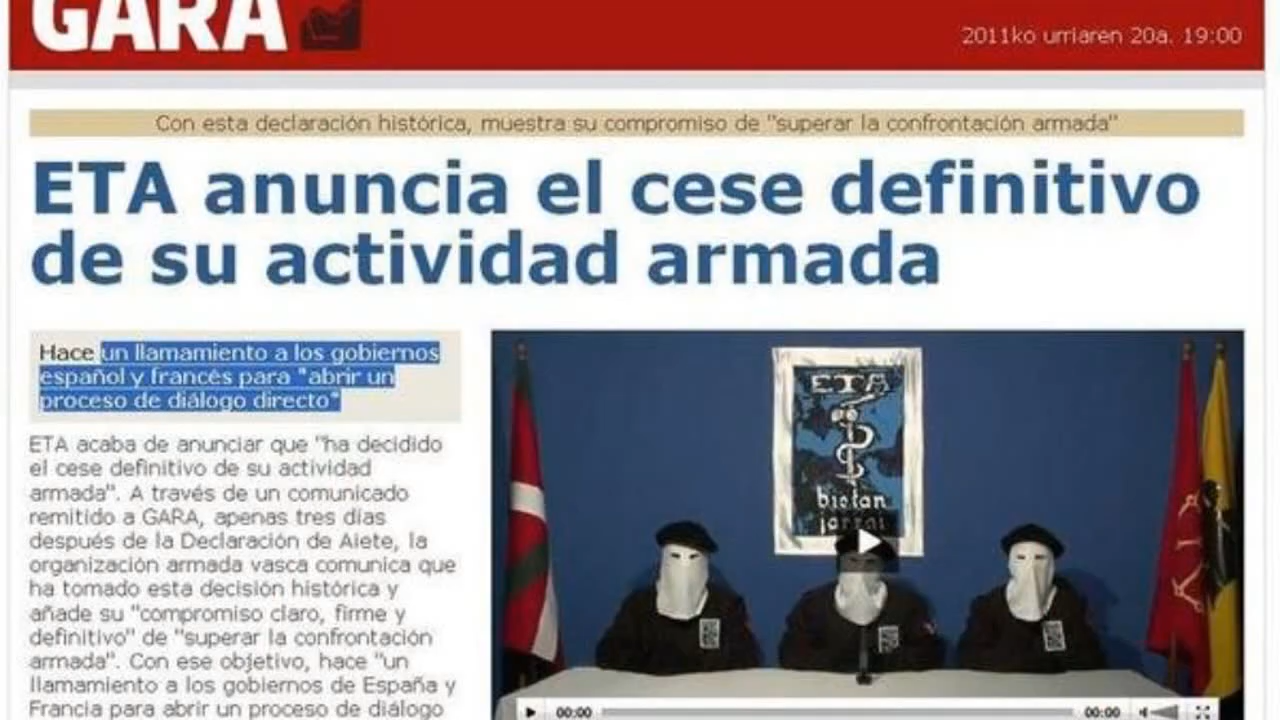 GARA
2011ko urriaren 20a. 19:00
Con esta declaración histórica, muestra su compromiso de "superar la confrontación armada"
ETA anuncia el cese definitivo
de su actividad armada
Hace un llamamiento a los gobiernos
español y francés para "abrir un
proceso de diálogo directo"
ETA acaba de anunciar que "ha decidido
el cese definitivo de su actividad
armada". A través de un comunicado
remitido a GARA, apenas tres días
después de la Declaración de Aiete, la
organización armada vasca comunica que
ha tomado esta decisión histórica y
añade su "compromiso claro, firme y
definitivo" de "superar la confrontación
armada". Con ese objetivo, hace "un
llamamiento a los gobiernos de España y
Francia para abrir un proceso de diálogo
ETA
bietan
jarrai
00:00
00:00